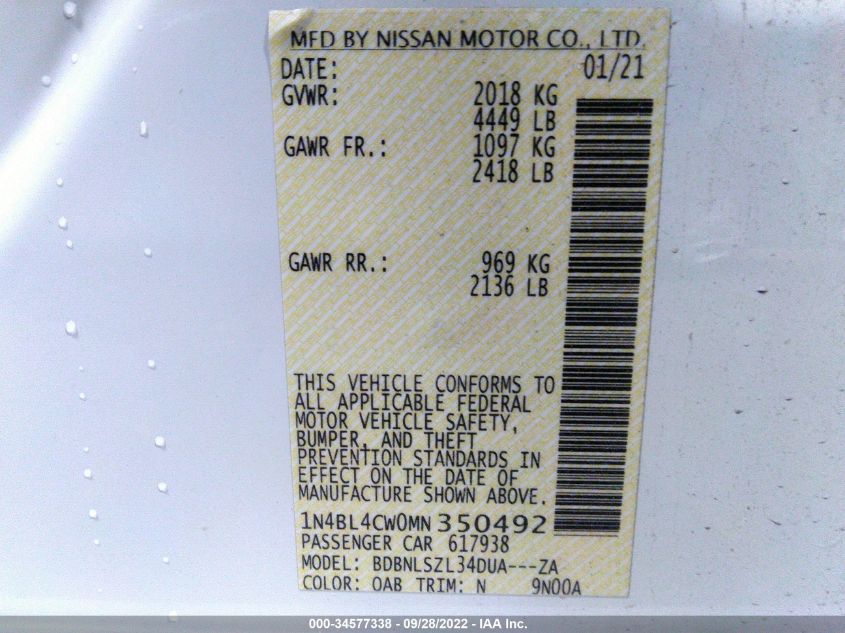 MFD BY NISSAN MOTOR CO., LTD.
DATE: 01/21
GVWR: 2018 KG
4449 LB
GAWR FR.: 1097 KG
2418 LB
GAWR RR.: 969 KG
2136 LB
THIS VEHICLE CONFORMS TO
ALL APPLICABLE FEDERAL
MOTOR VEHICLE SAFETY,
BUMPER, AND THEFT
PREVENTION STANDARDS IN
EFFECT ON THE DATE OF
MANUFACTURE SHOWN ABOVE.
1N4BL4CW0MN350492
PASSENGER CAR 617938
MODEL: BDBNLSZL34DUA---ZA
COLOR: OAB TRIM: N 9N00A
000-34577338 - 09/28/2022 - IAA Inc.